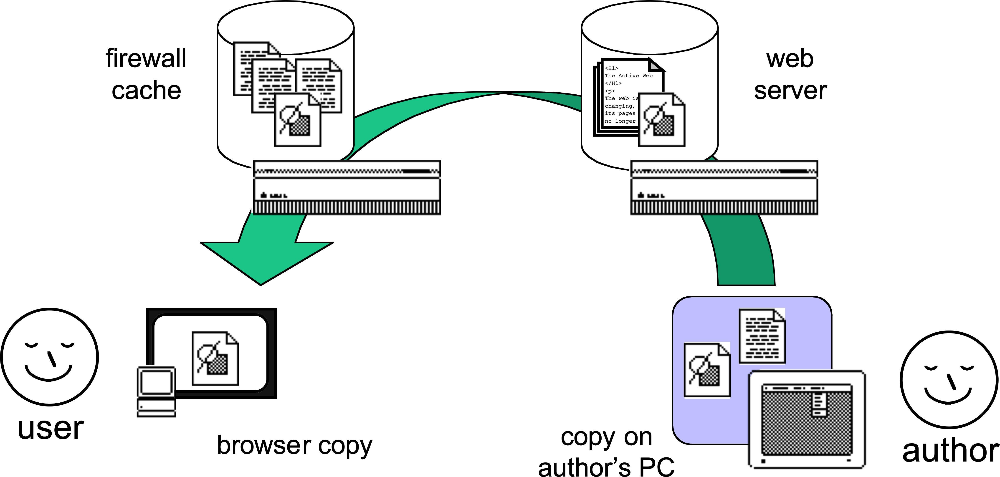 firewall
cache
web
server
<H1>
The Active Web
</H1>
<p>
The web is
changing,
its pages
no longer
user
browser copy
copy on
author’s PC
author